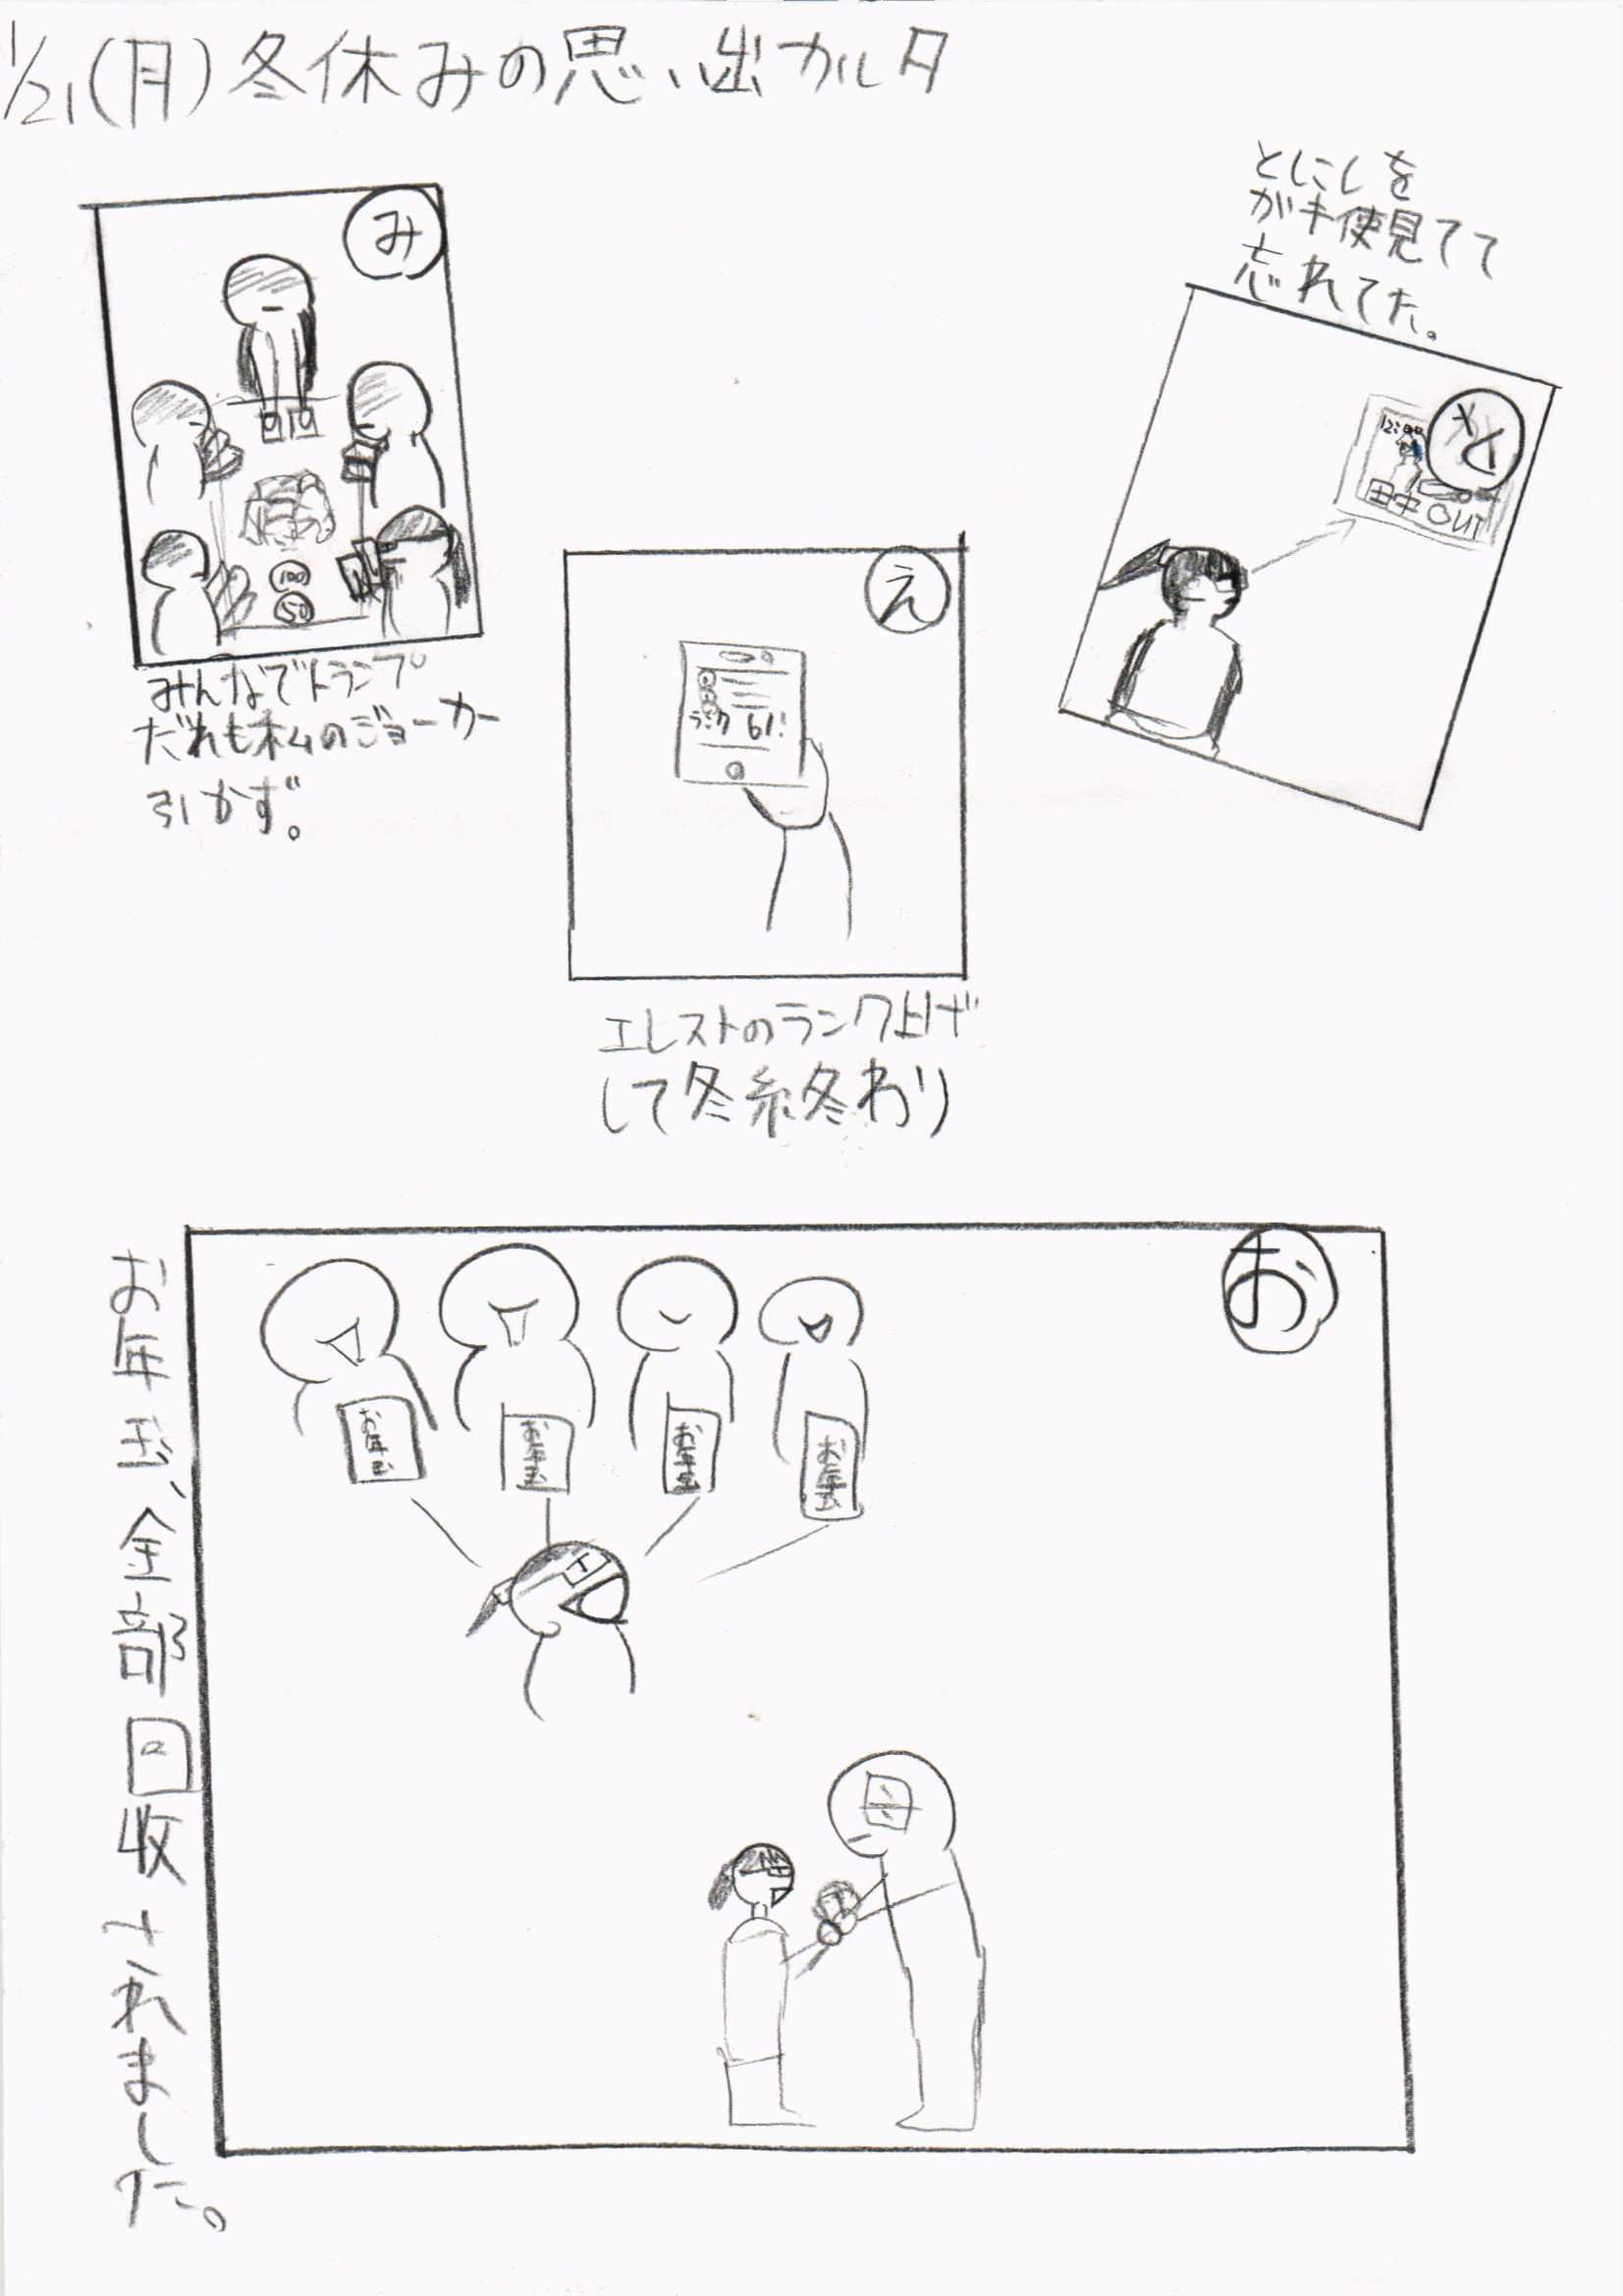 1/21(月)冬休みの思い出カルタ
み
みんなでトランプ
だれも私のジョーカー
引かず。
100
50
え
ランク 61!
エレストのランク上げ
して冬終わり
としこしを
ガキ使見てて
忘れてた。
と
12:00
田中 OUT
お
お年玉、全部回収されました。
お年玉
お年玉
お年玉
お年玉
母